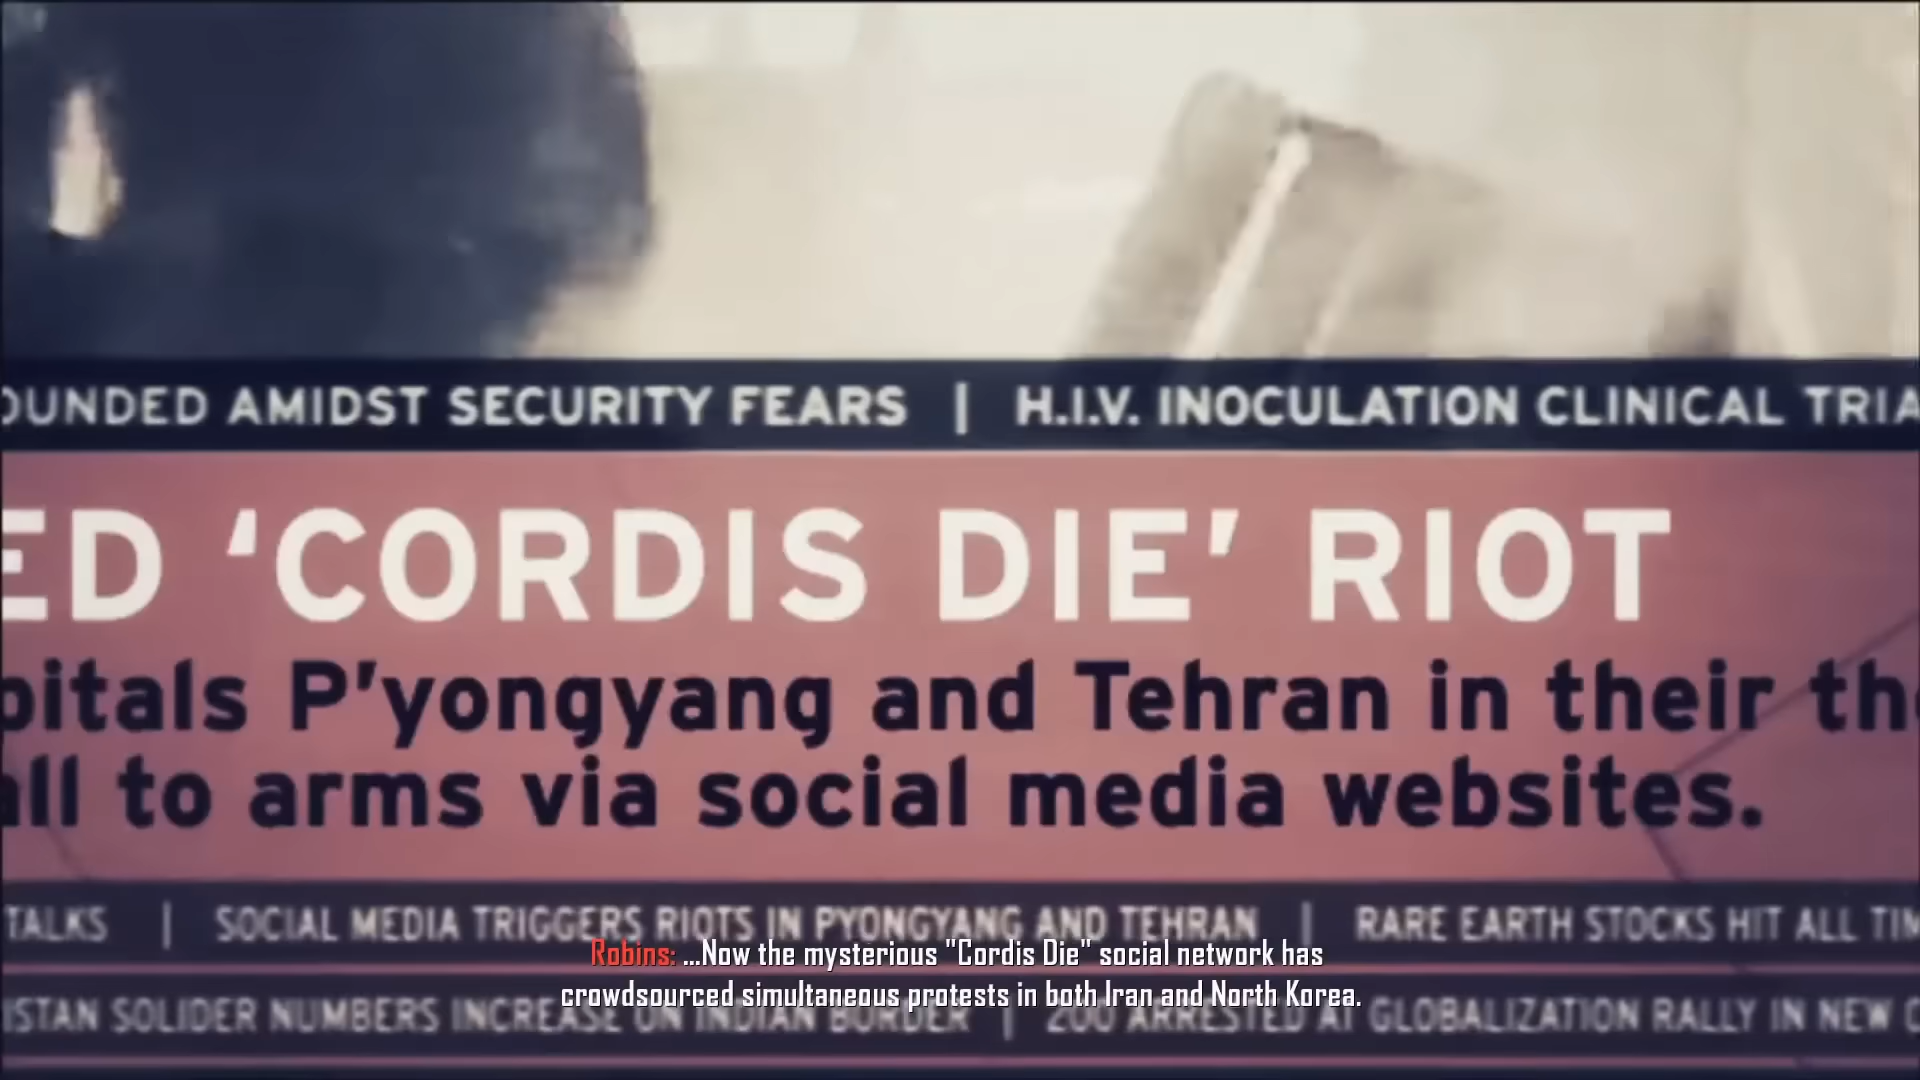 OUNDED AMIDST SECURITY FEARS | H.I.V. INOCULATION CLINICAL TRIA
ED ‘CORDIS DIE’ RIOT
pitals P'yongyang and Tehran in their th
all to arms via social media websites.
TALKS | SOCIAL MEDIA TRIGGERS RIOTS IN PYONGYANG AND TEHRAN | RARE EARTH STOCKS HIT ALL TIM
Robins: ...Now the mysterious "Cordis Die" social network has
crowdsourced simultaneous protests in both Iran and North Korea.
ISTAN SOLIDER NUMBERS INCREASE ON INDIAN BORDER | 200 ARRESTED AT GLOBALIZATION RALLY IN NEW